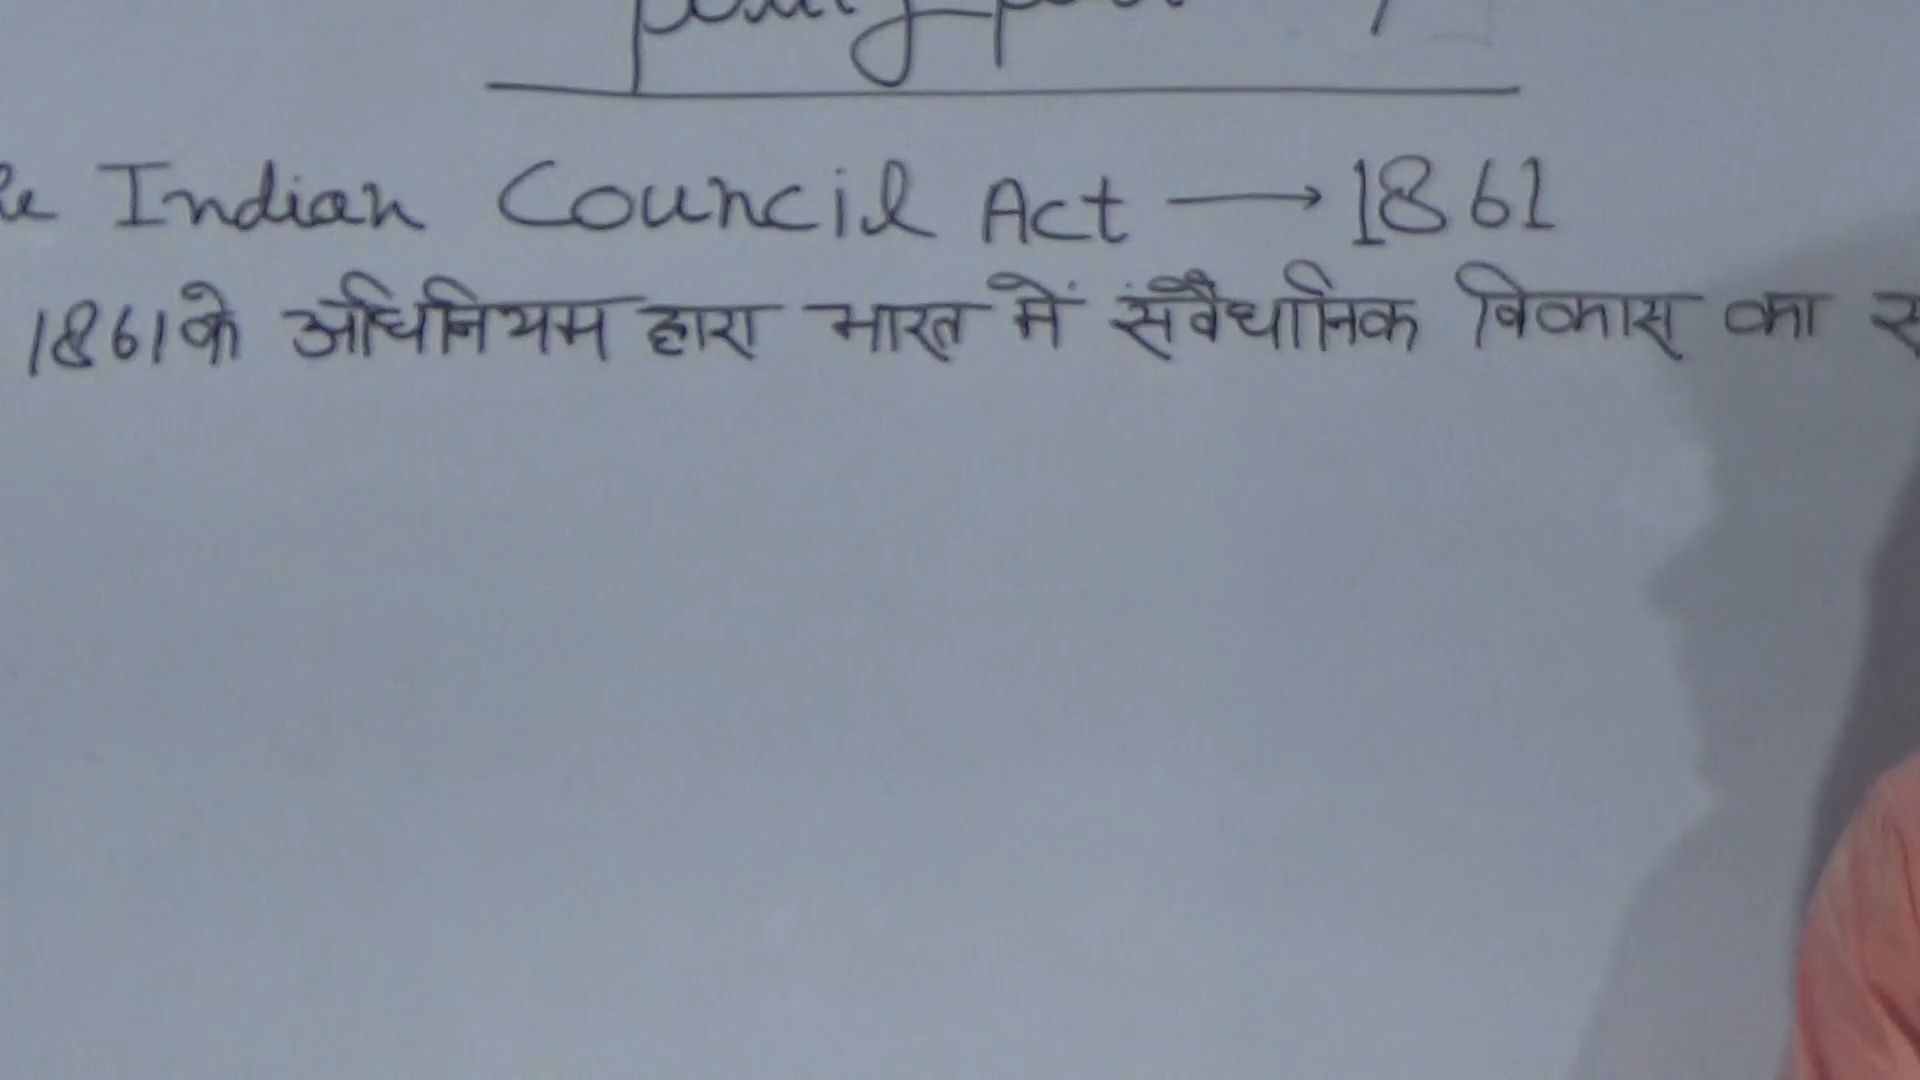 Indian Council Act → 1861
1861 के अधिनियम द्वारा भारत में संवैधानिक विकास का